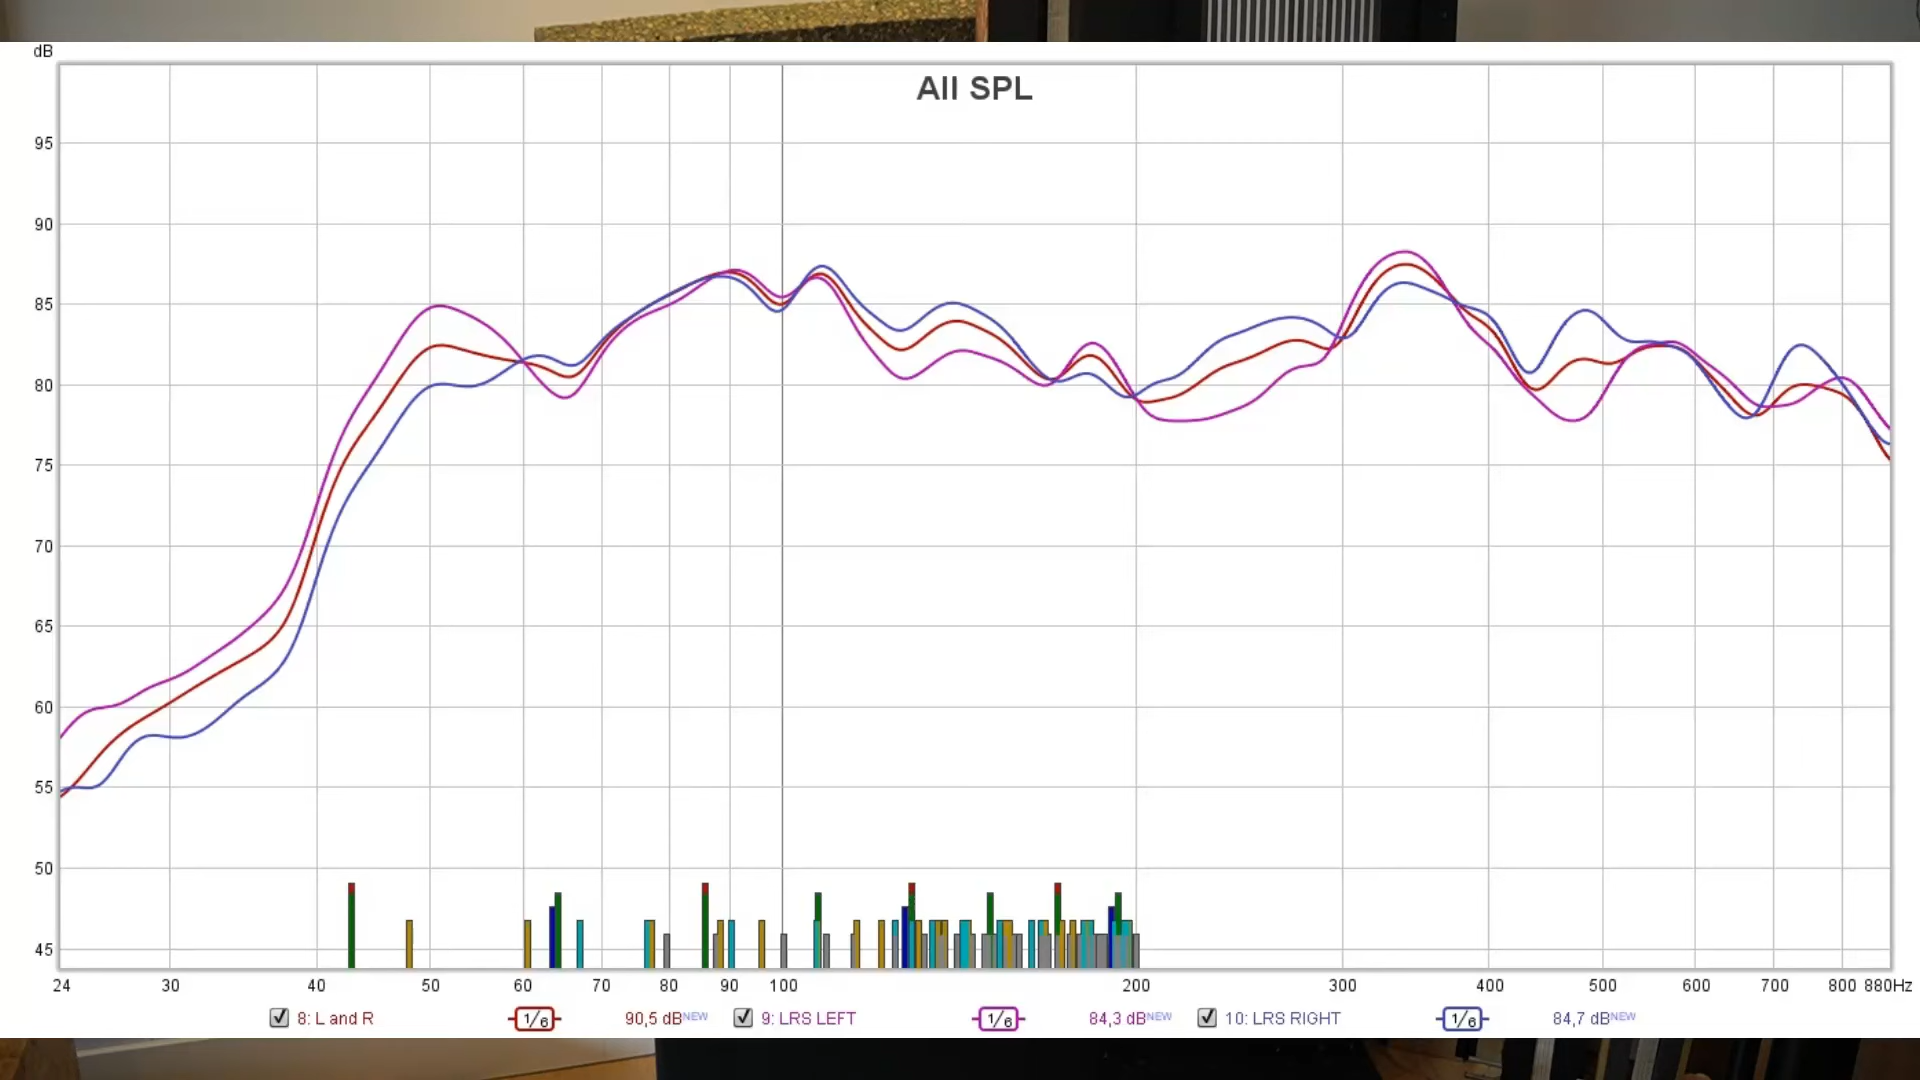 dB
All SPL
95
90
85
80
75
70
65
60
55
50
45
24 30 40 50 60 70 80 90 100 200 300 400 500 600 700 800 880Hz
8: L and R 1/6 90,5 dB NEW 9: LRS LEFT 1/6 84,3 dB NEW 10: LRS RIGHT 1/6 84,7 dB NEW